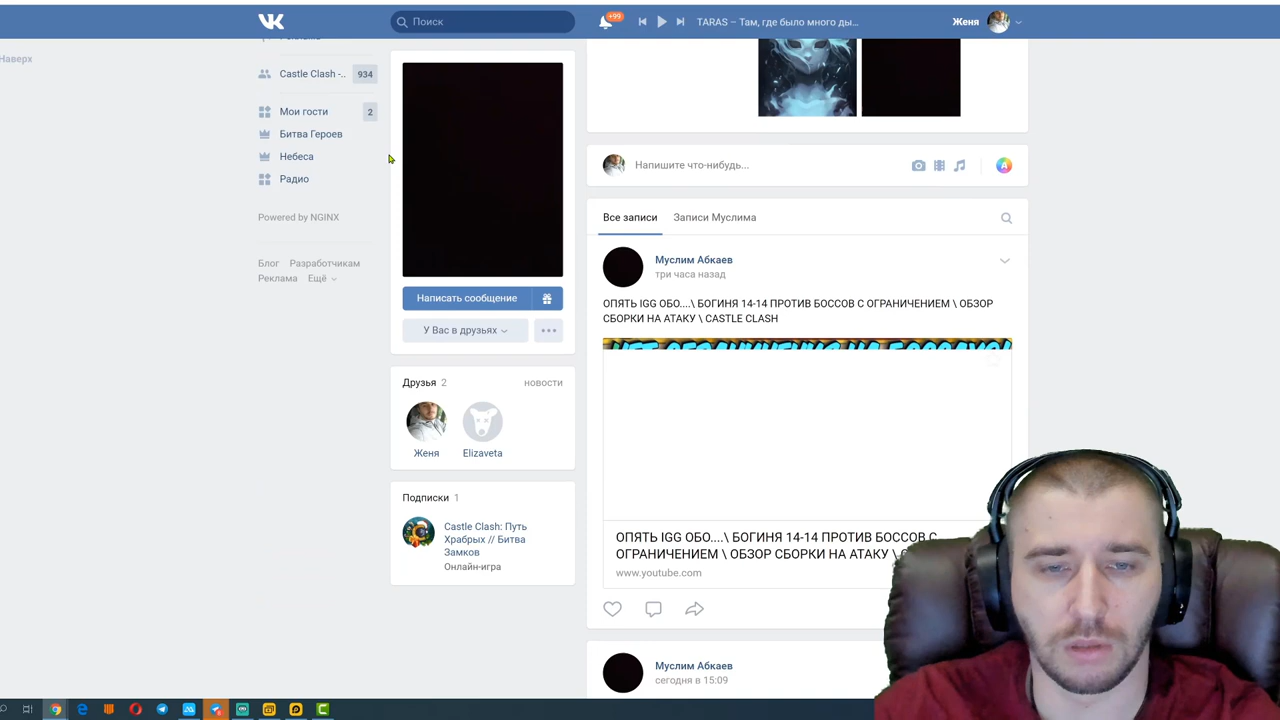 Поиск
+99
TARAS – Там, где было много ды...
Женя
Наверх
Castle Clash -.. 934
Мои гости 2
Битва Героев
Небеса
Радио
Powered by NGINX
Блог Разработчикам
Реклама Ещё
Написать сообщение
У Вас в друзьях
Друзья 2 новости
Женя Elizaveta
Подписки 1
Castle Clash: Путь
Храбрых // Битва
Замков
Онлайн-игра
Напишите что-нибудь...
Все записи Записи Муслима
Муслим Абкаев
три часа назад
ОПЯТЬ IGG ОБО....\ БОГИНЯ 14-14 ПРОТИВ БОССОВ С ОГРАНИЧЕНИЕМ \ ОБЗОР
СБОРКИ НА АТАКУ \ CASTLE CLASH
ОПЯТЬ IGG ОБО....\ БОГИНЯ 14-14 ПРОТИВ БОССОВ С
ОГРАНИЧЕНИЕМ \ ОБЗОР СБОРКИ НА АТАКУ \
www.youtube.com
Муслим Абкаев
сегодня в 15:09